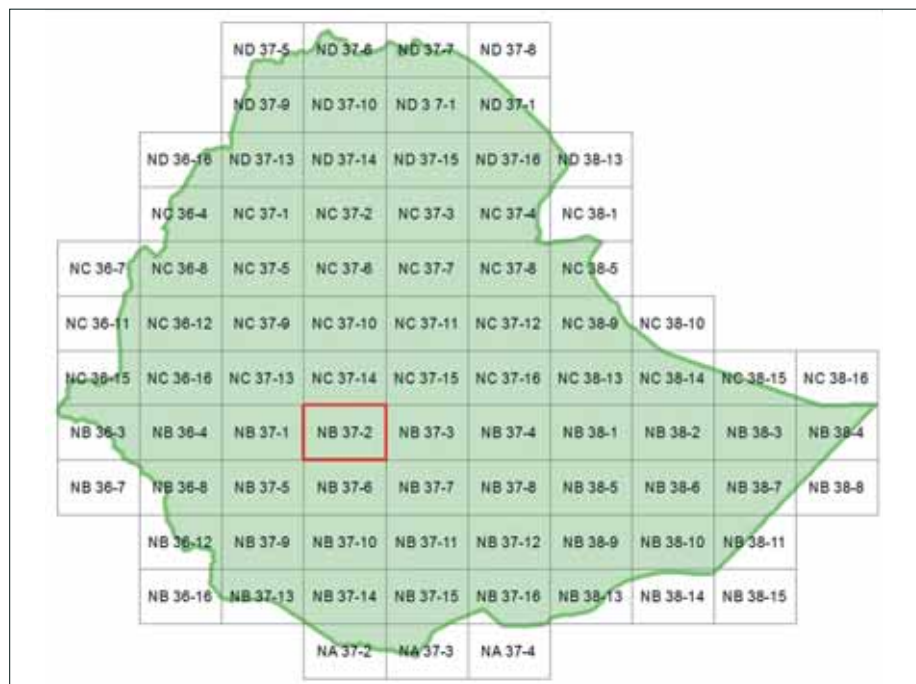 ND 37-5 ND 37-6 ND 37-7 ND 37-8
ND 37-9 ND 37-10 ND 3 7-1 ND 37-1
ND 36-16 ND 37-13 ND 37-14 ND 37-15 ND 37-16 ND 38-13
NC 36-4 NC 37-1 NC 37-2 NC 37-3 NC 37-4 NC 38-1
NC 36-7 NC 36-8 NC 37-5 NC 37-6 NC 37-7 NC 37-8 NC 38-5
NC 36-11 NC 36-12 NC 37-9 NC 37-10 NC 37-11 NC 37-12 NC 38-9 NC 38-10
NC 36-15 NC 36-16 NC 37-13 NC 37-14 NC 37-15 NC 37-16 NC 38-13 NC 38-14 NC 38-15 NC 38-16
NB 36-3 NB 36-4 NB 37-1 NB 37-2 NB 37-3 NB 37-4 NB 38-1 NB 38-2 NB 38-3 NB 38-4
NB 36-7 NB 36-8 NB 37-5 NB 37-6 NB 37-7 NB 37-8 NB 38-5 NB 38-6 NB 38-7 NB 38-8
NB 36-12 NB 37-9 NB 37-10 NB 37-11 NB 37-12 NB 38-9 NB 38-10 NB 38-11
NB 36-16 NB 37-13 NB 37-14 NB 37-15 NB 37-16 NB 38-13 NB 38-14 NB 38-15
NA 37-2 NA 37-3 NA 37-4